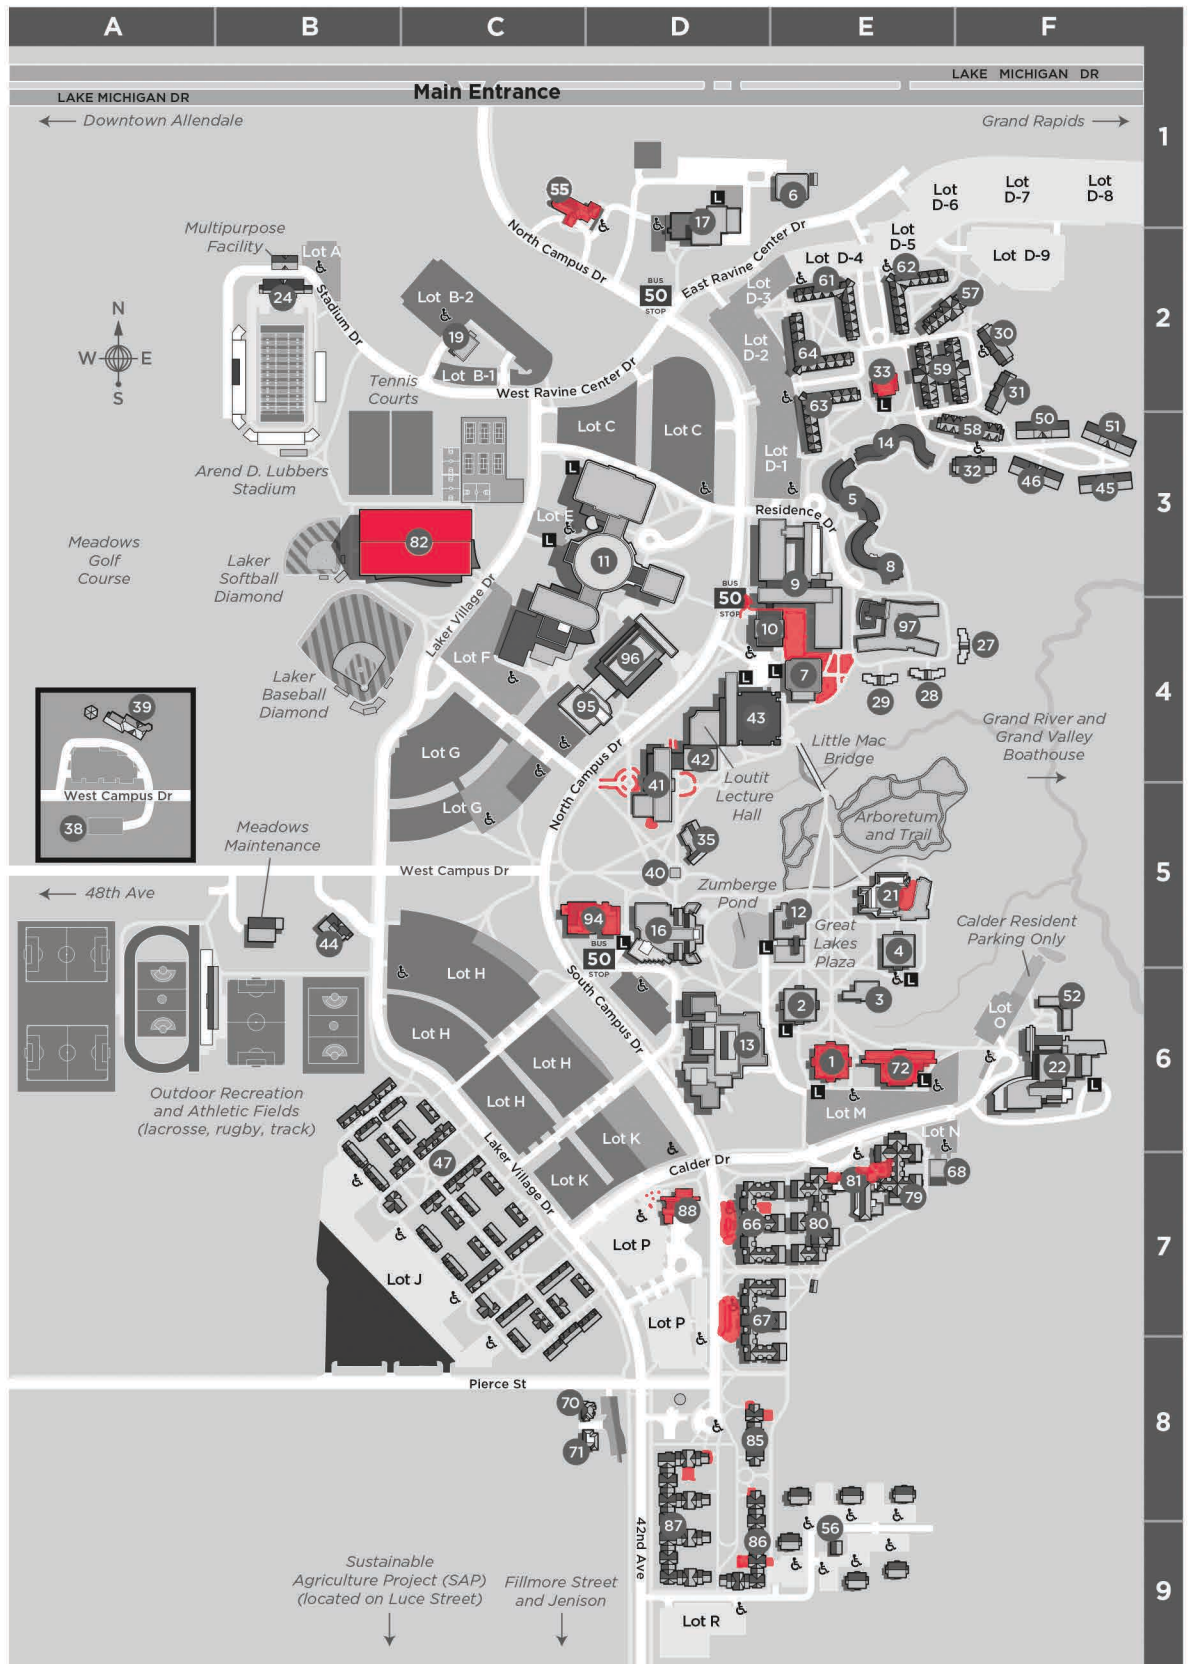 A B C D E F
LAKE MICHIGAN DR
Main Entrance
LAKE MICHIGAN DR
Downtown Allendale
Grand Rapids
1
55
L
6
17
Lot
D-6
Lot
D-7
Lot
D-8
North Campus Dr
East Ravine Center Dr
Multipurpose
Facility
Lot A
24
Stadium Dr
Lot B-2
19
Lot B-1
BUS
50
STOP
Lot
D-3
Lot D-4
Lot
D-5
Lot D-9
61
62
57
2
N
W
E
S
Lot
D-2
64
30
33
L
59
31
63
West Ravine Center Dr
Tennis
Courts
Lot C
Lot C
Lot
D-1
14
58
50
51
32
46
45
Arend D. Lubbers
Stadium
L
Lot E
L
5
Residence Dr
3
Meadows
Golf
Course
Laker
Softball
Diamond
82
11
9
8
BUS
50
STOP
Laker Village Dr
10
97
27
Lot F
96
L
L
7
29
28
Laker
Baseball
Diamond
95
43
4
39
West Campus Dr
38
Lot G
Lot G
North Campus Dr
42
41
Loutit
Lecture
Hall
Little Mac
Bridge
Grand River and
Grand Valley
Boathouse
Arboretum
and Trail
35
Meadows
Maintenance
West Campus Dr
40
Zumberge
Pond
5
48th Ave
44
94
BUS
50
STOP
L
16
12
L
Great
Lakes
Plaza
21
4
L
Calder Resident
Parking Only
Lot H
South Campus Dr
2
L
3
Lot
O
52
Lot H
Lot H
Lot H
13
1
L
72
L
22
L
6
Outdoor Recreation
and Athletic Fields
(lacrosse, rugby, track)
Lot M
Lot N
Lot K
Lot K
Calder Dr
47
Laker Village Dr
81
68
79
88
66
80
Lot P
7
Lot J
Lot P
67
Pierce St
70
71
85
8
87
86
56
42nd Ave
Sustainable
Agriculture Project (SAP)
(located on Luce Street)
Fillmore Street
and Jenison
Lot R
9